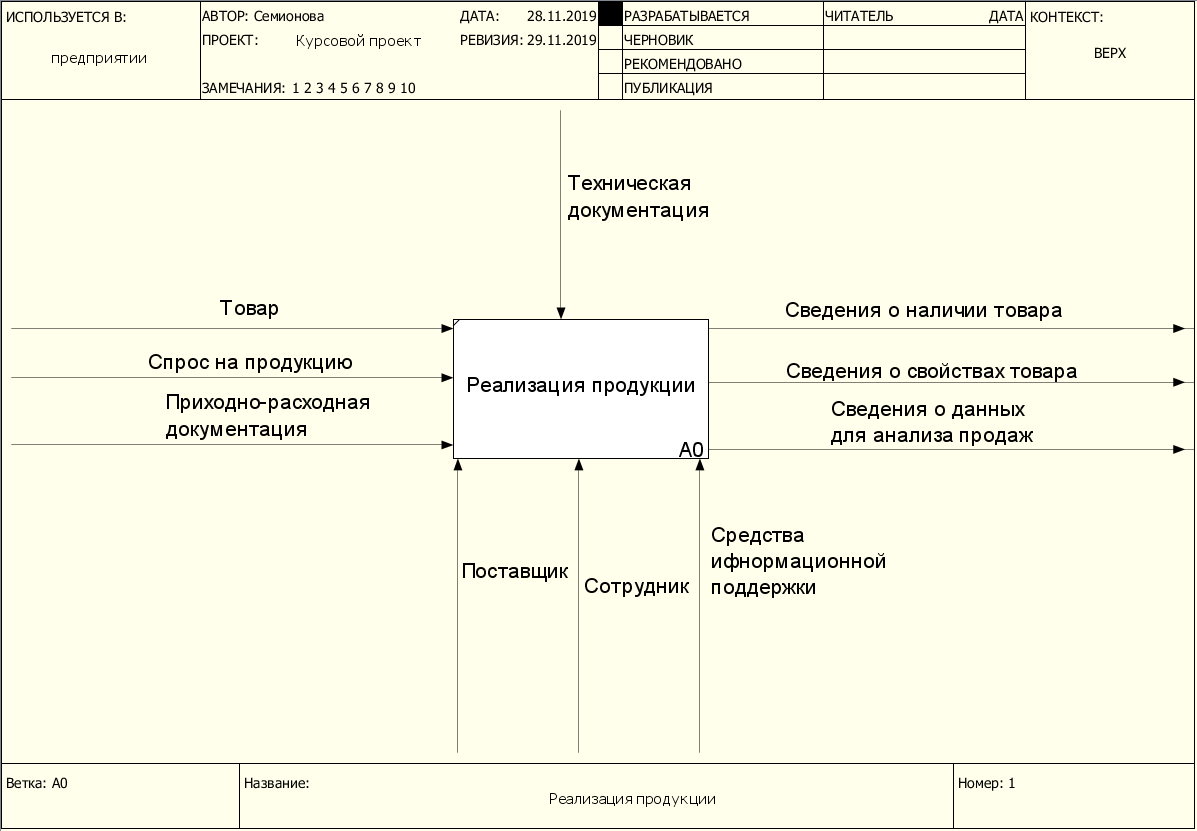 ИСПОЛЬЗУЕТСЯ В:
предприятии
АВТОР: Семионова
ДАТА: 28.11.2019
ПРОЕКТ: Курсовой проект
РЕВИЗИЯ: 29.11.2019
ЗАМЕЧАНИЯ: 1 2 3 4 5 6 7 8 9 10
РАЗРАБАТЫВАЕТСЯ
ЧЕРНОВИК
РЕКОМЕНДОВАНО
ПУБЛИКАЦИЯ
ЧИТАТЕЛЬ ДАТА
КОНТЕКСТ:
ВЕРХ
Техническая
документация
Товар
Спрос на продукцию
Приходно-расходная
документация
Реализация продукции
A0
Сведения о наличии товара
Сведения о свойствах товара
Сведения о данных
для анализа продаж
Поставщик
Сотрудник
Средства
ифнормационной
поддержки
Ветка: A0
Название:
Реализация продукции
Номер: 1